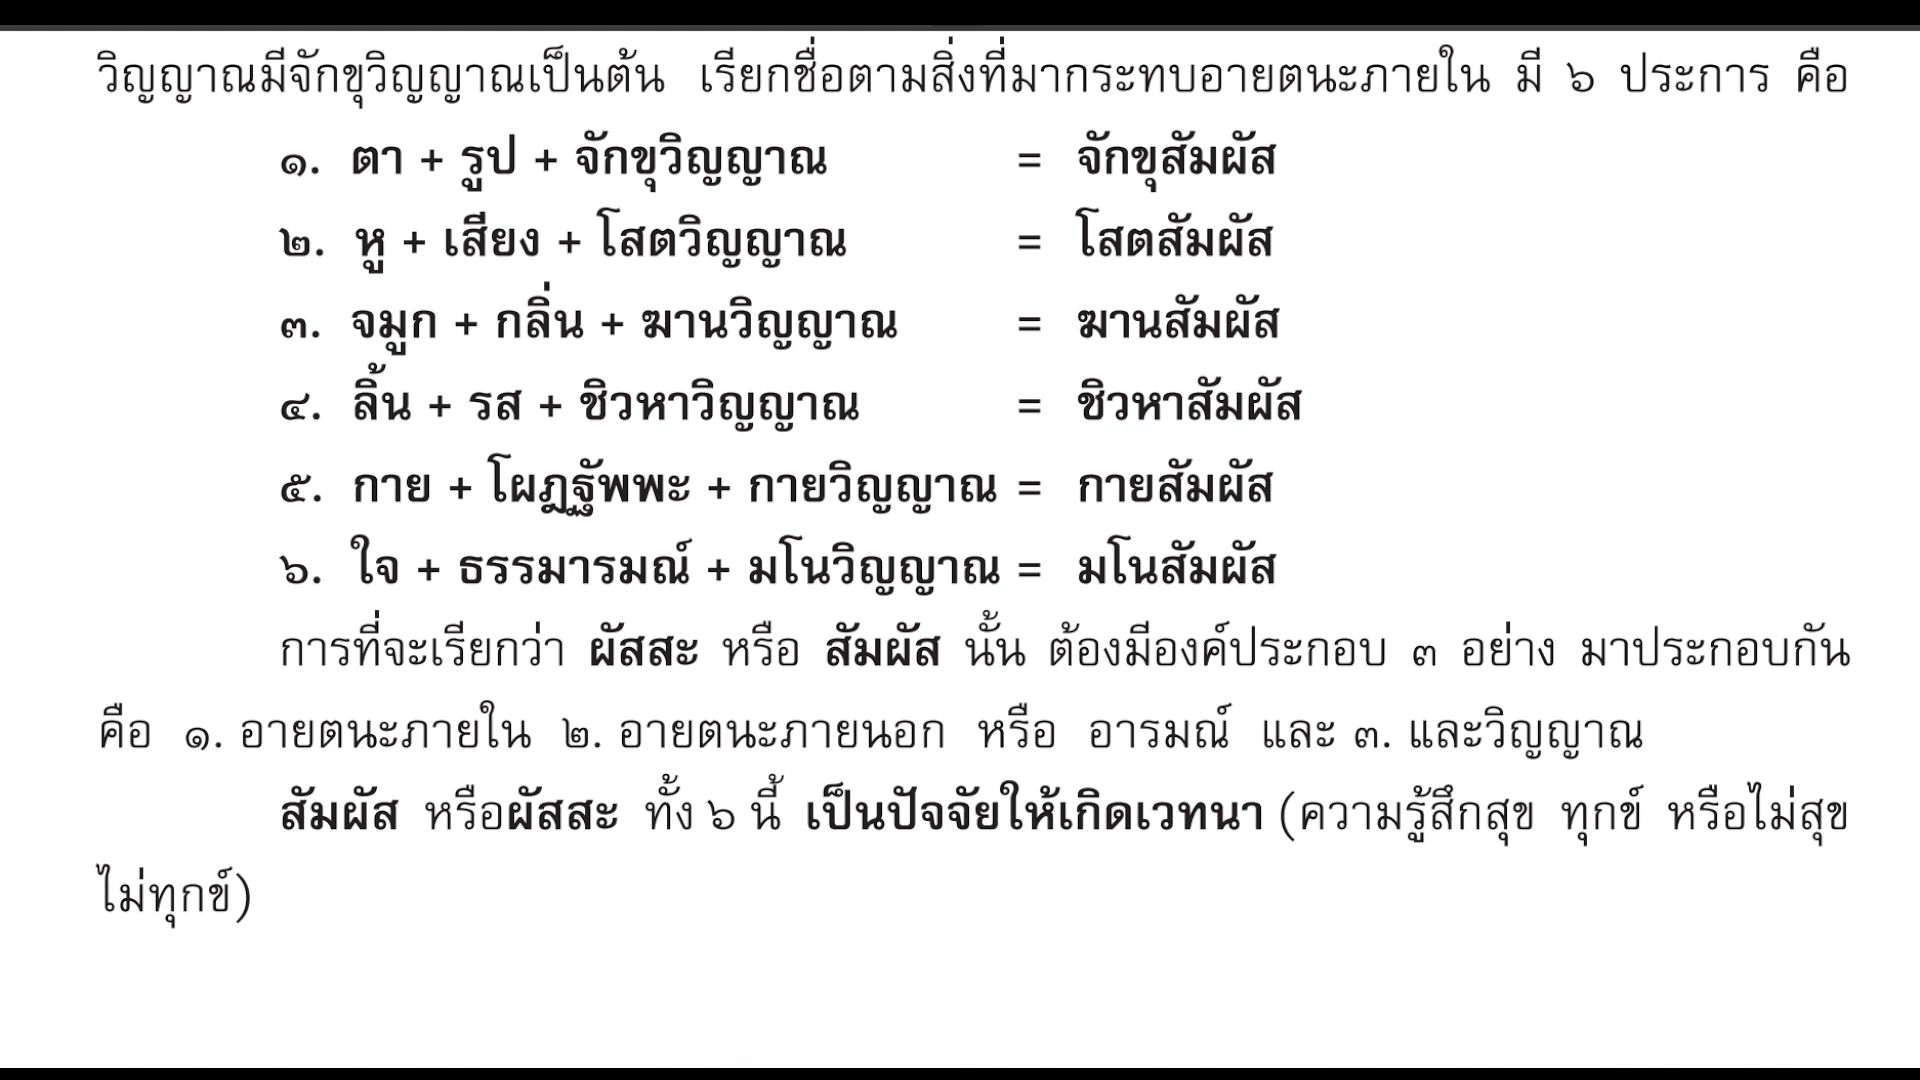 วิญญาณมีจักขุวิญญาณเป็นต้น เรียกชื่อตามสิ่งที่มากระทบอายตนะภายใน มี ๖ ประการ คือ
๑. ตา + รูป + จักขุวิญญาณ = จักขุสัมผัส
๒. หู + เสียง + โสตวิญญาณ = โสตสัมผัส
๓. จมูก + กลิ่น + ฆานวิญญาณ = ฆานสัมผัส
๔. ลิ้น + รส + ชิวหาวิญญาณ = ชิวหาสัมผัส
๕. กาย + โผฎฐัพพะ + กายวิญญาณ = กายสัมผัส
๖. ใจ + ธรรมารมณ์ + มโนวิญญาณ = มโนสัมผัส
การที่จะเรียกว่า ผัสสะ หรือ สัมผัส นั้น ต้องมีองค์ประกอบ ๓ อย่าง มาประกอบกัน
คือ ๑. อายตนะภายใน ๒. อายตนะภายนอก หรือ อารมณ์ และ ๓. และวิญญาณ
สัมผัส หรือผัสสะ ทั้ง ๖ นี้ เป็นปัจจัยให้เกิดเวทนา (ความรู้สึกสุข ทุกข์ หรือไม่สุข
ไม่ทุกข์)